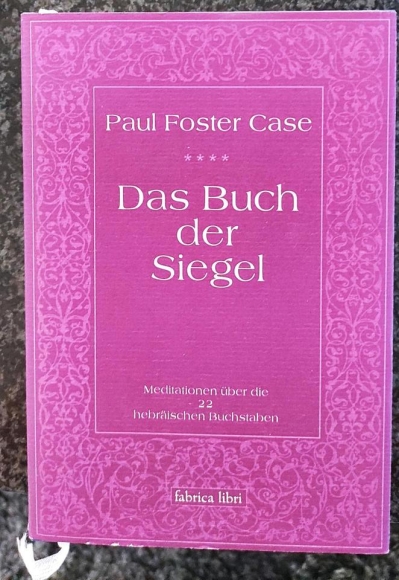 Paul Foster Case
****
Das Buch
der
Siegel
Meditationen über die
22
hebräischen Buchstaben
fabrica libri